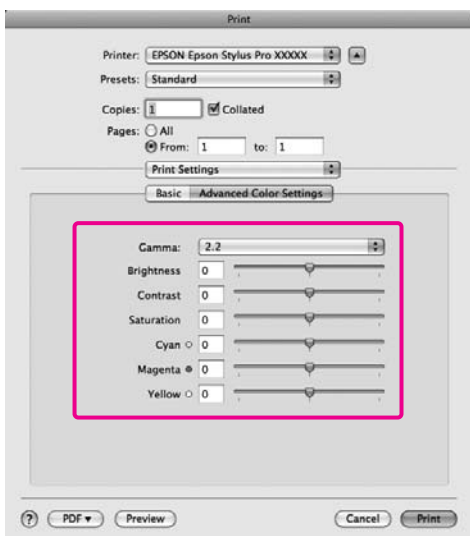 Print
Printer: EPSON Epson Stylus Pro XXXXX
Presets: Standard
Copies: 1 Collated
Pages: All
From: 1 to: 1
Print Settings
Basic Advanced Color Settings
Gamma: 2.2
Brightness 0
Contrast 0
Saturation 0
Cyan 0
Magenta 0
Yellow 0
? PDF Preview Cancel Print